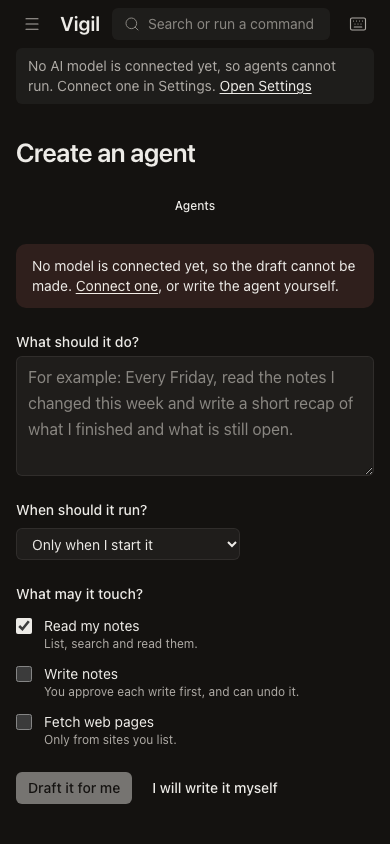 Vigil
Search or run a command
No AI model is connected yet, so agents cannot
run. Connect one in Settings. Open Settings
Create an agent
Agents
No model is connected yet, so the draft cannot be
made. Connect one, or write the agent yourself.
What should it do?
For example: Every Friday, read the notes I
changed this week and write a short recap of
what I finished and what is still open.
When should it run?
Only when I start it
What may it touch?
Read my notes
List, search and read them.
Write notes
You approve each write first, and can undo it.
Fetch web pages
Only from sites you list.
Draft it for me
I will write it myself